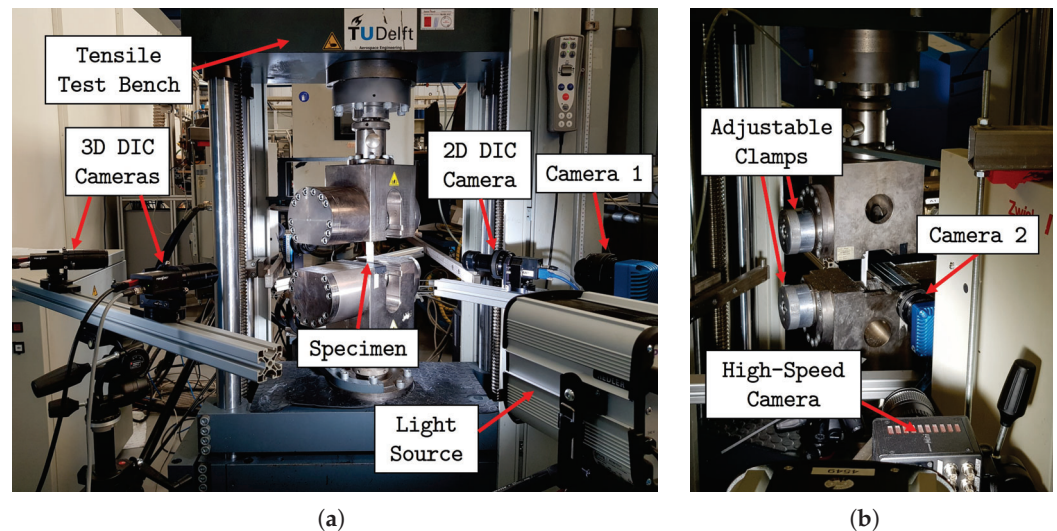 TUDelft
Aerospace Engineering
Tensile
Test Bench
3D DIC
Cameras
2D DIC
Camera
Camera 1
Specimen
Light
Source
Adjustable
Clamps
Camera 2
High-Speed
Camera
4549
(a)
(b)